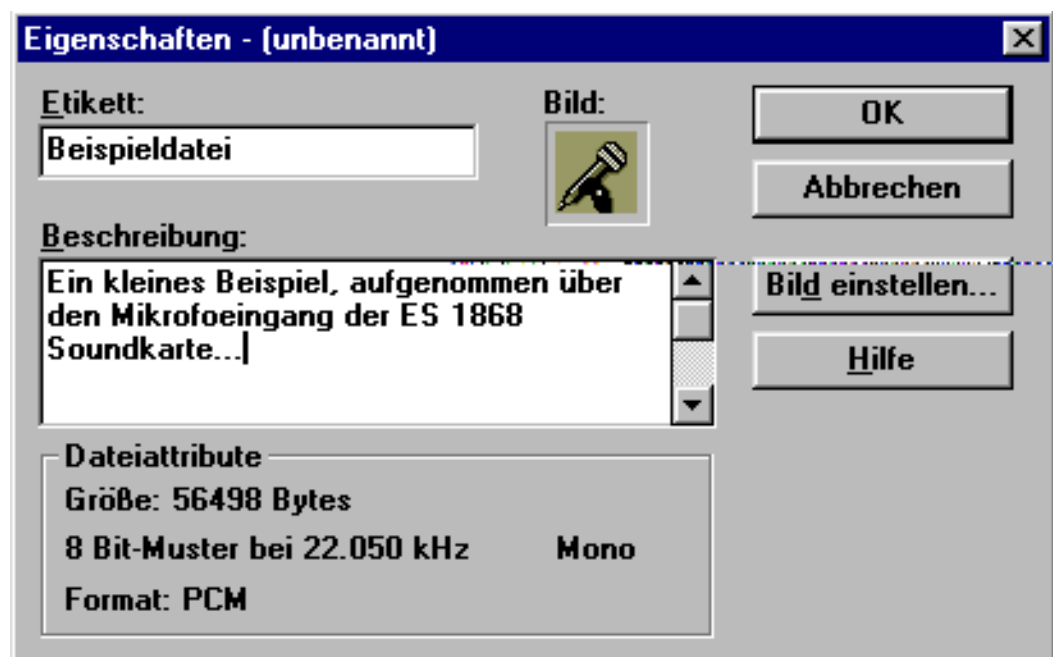 Eigenschaften - (unbenannt)
Etikett:
Beispieldatei
Bild:
OK
Abbrechen
Beschreibung:
Ein kleines Beispiel, aufgenommen über
den Mikrofoeingang der ES 1868
Soundkarte...
Bild einstellen...
Hilfe
Dateiattribute
Größe: 56498 Bytes
8 Bit-Muster bei 22.050 kHz Mono
Format: PCM